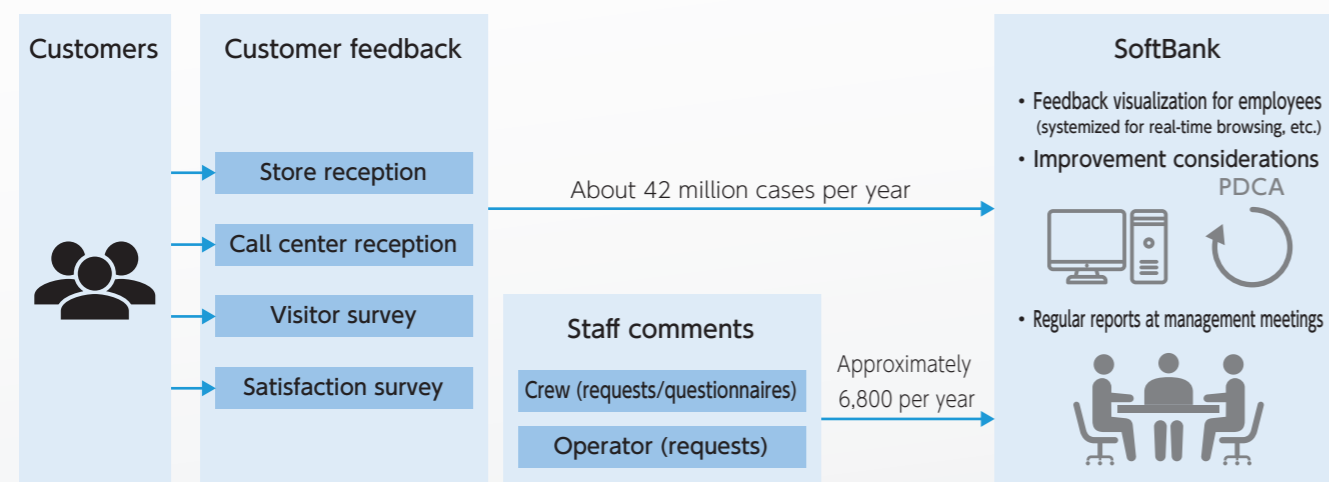 Customers
Customer feedback
Store reception
Call center reception
Visitor survey
Satisfaction survey
About 42 million cases per year
Staff comments
Crew (requests/questionnaires)
Operator (requests)
Approximately
6,800 per year
SoftBank
• Feedback visualization for employees
(systemized for real-time browsing, etc.)
• Improvement considerations
PDCA
• Regular reports at management meetings